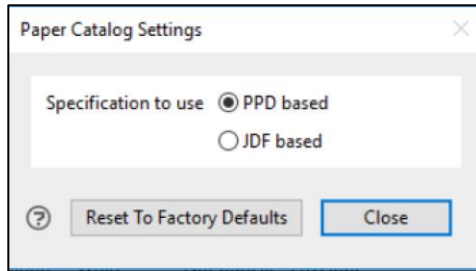 Paper Catalog Settings
Specification to use PPD based
JDF based
? Reset To Factory Defaults Close